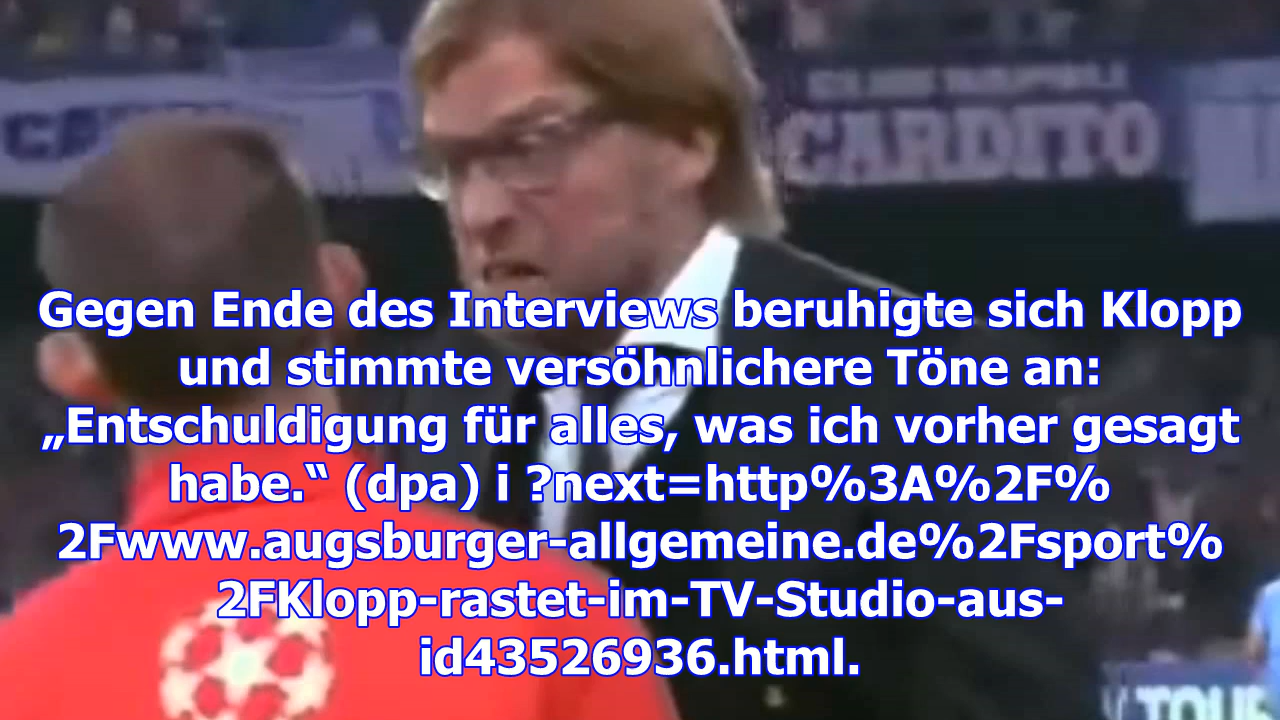 CARDITO
Gegen Ende des Interviews beruhigte sich Klopp
und stimmte versöhnlichere Töne an:
„Entschuldigung für alles, was ich vorher gesagt
habe.“ (dpa) i ?next=http%3A%2F%
2Fwww.augsburger-allgemeine.de%2Fsport%
2FKlopp-rastet-im-TV-Studio-aus-
id43526936.html.